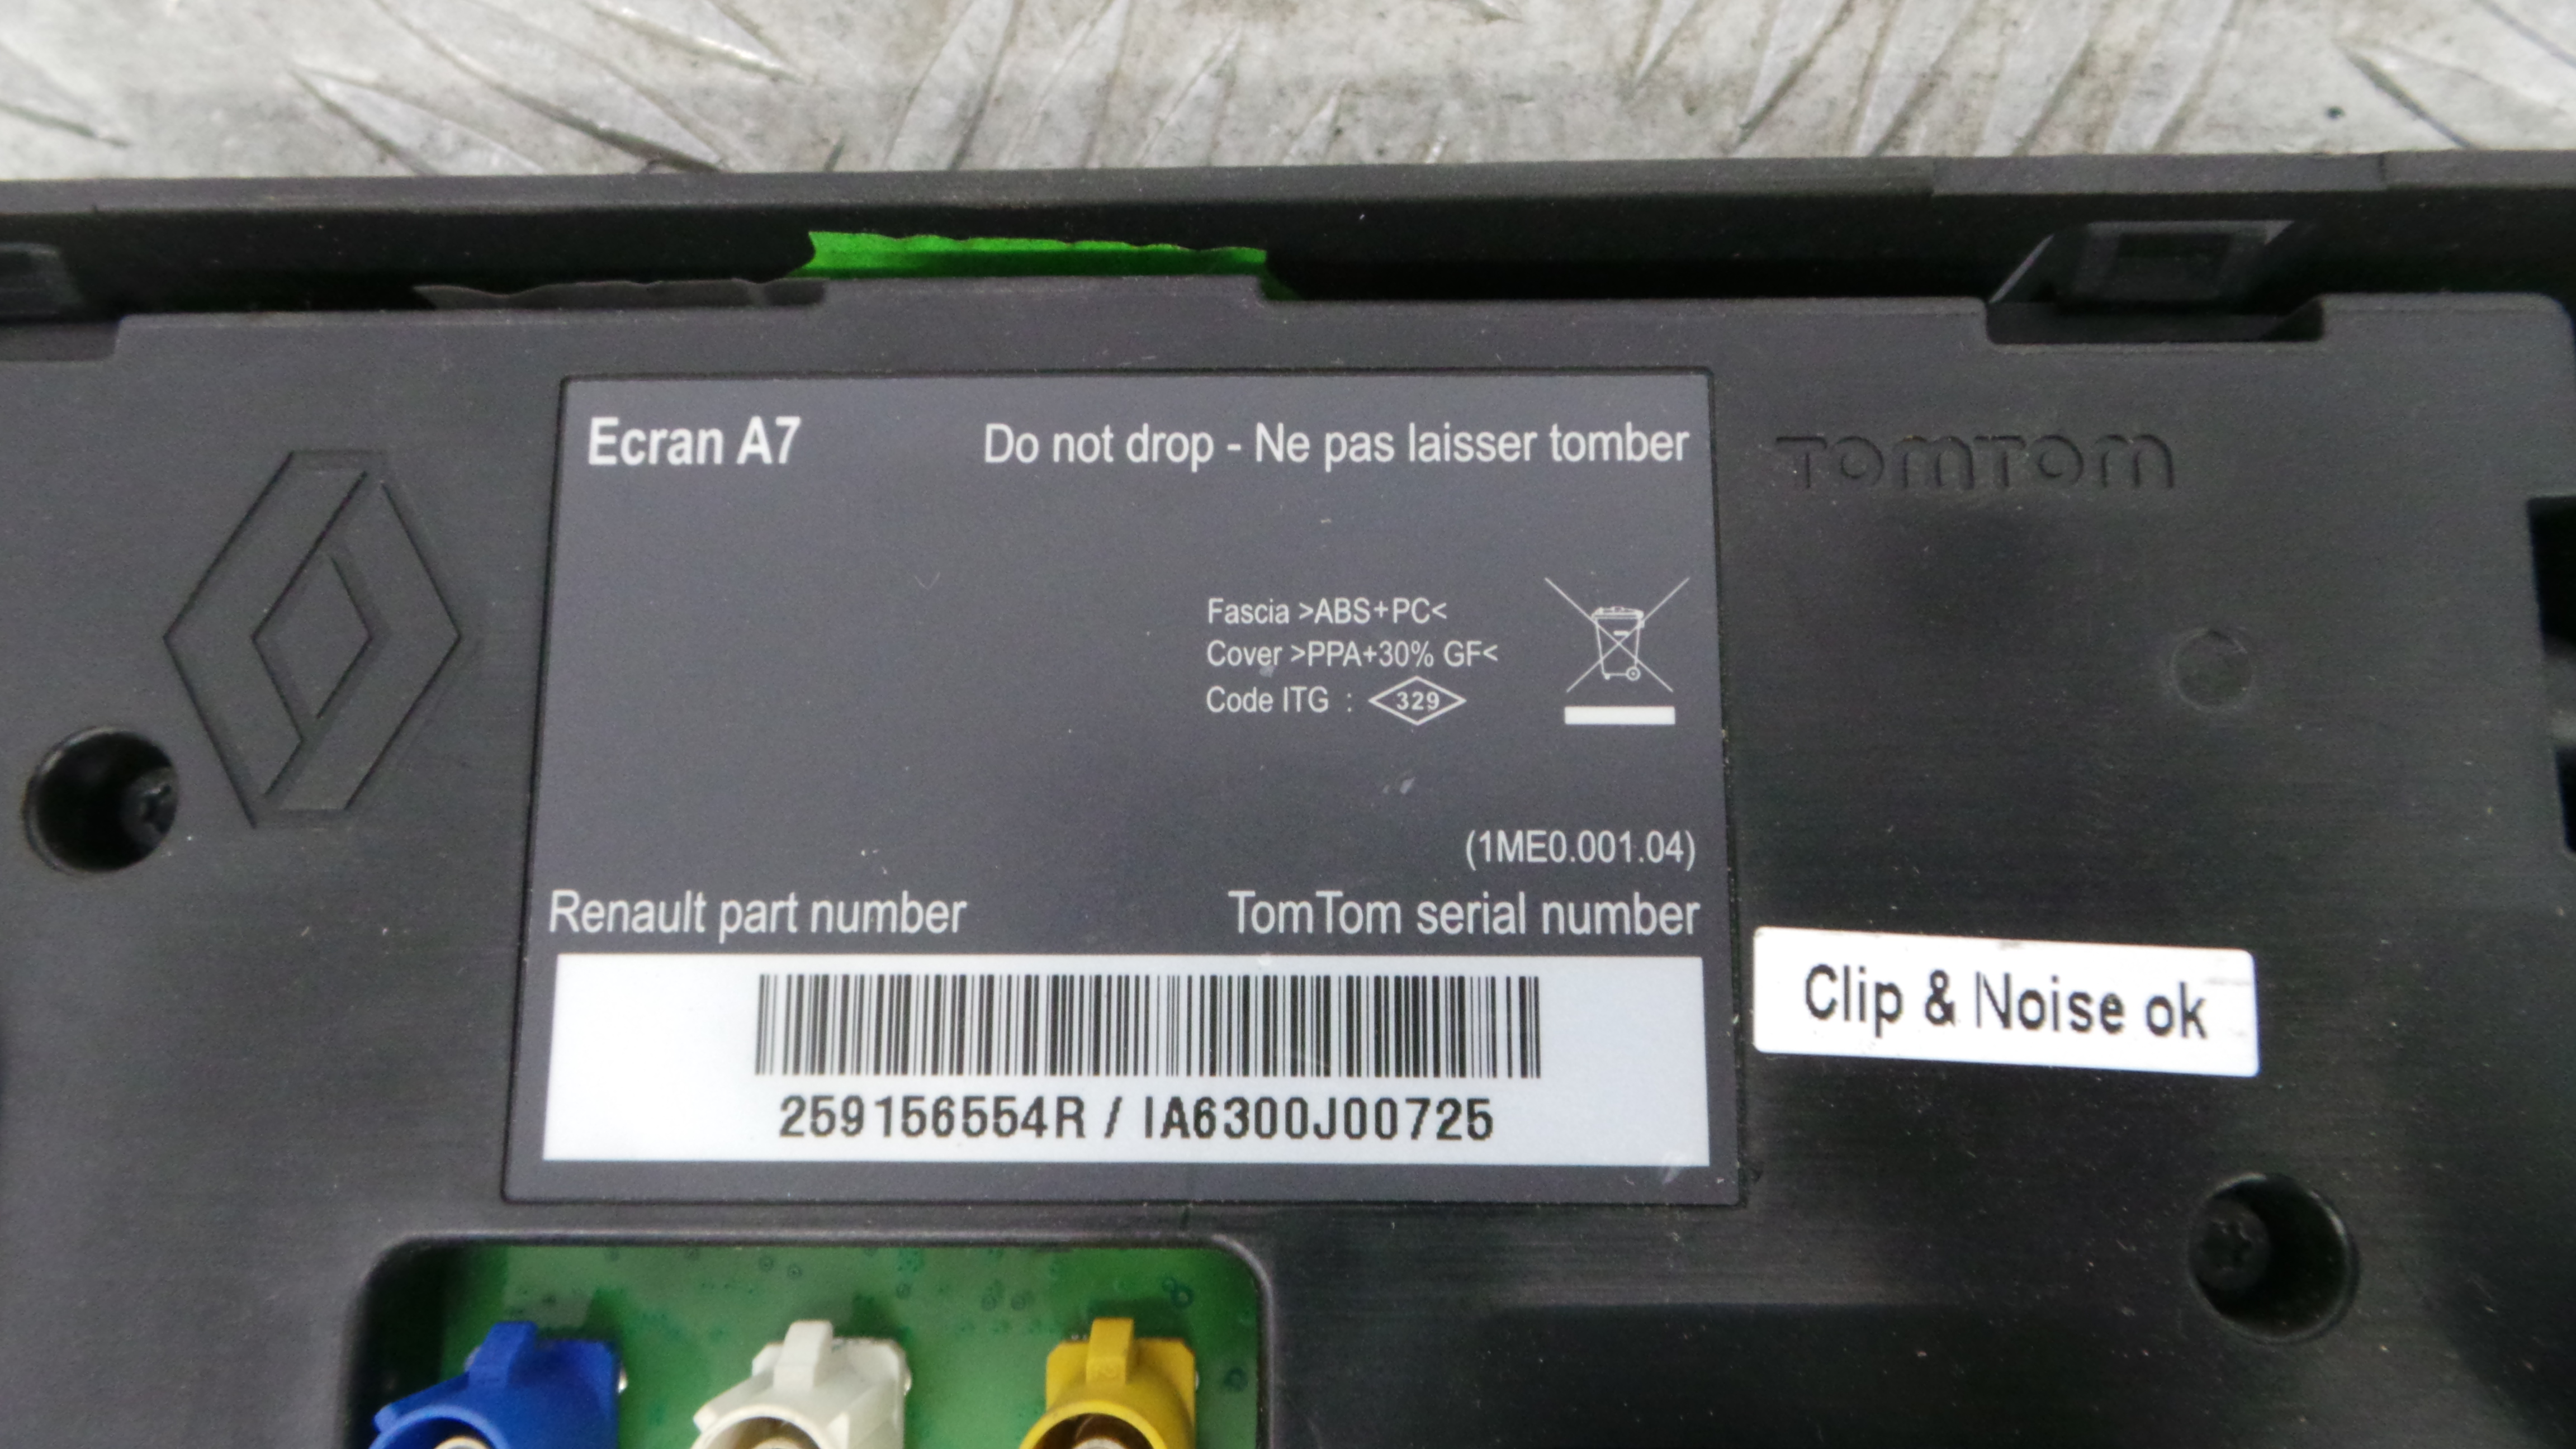 Ecran A7
Do not drop - Ne pas laisser tomber
TOMTOM
Fascia >ABS+PC<
Cover >PPA+30% GF<
Code ITG : 329
(1ME0.001.04)
Renault part number
TomTom serial number
259156554R / IA6300J00725
Clip & Noise ok